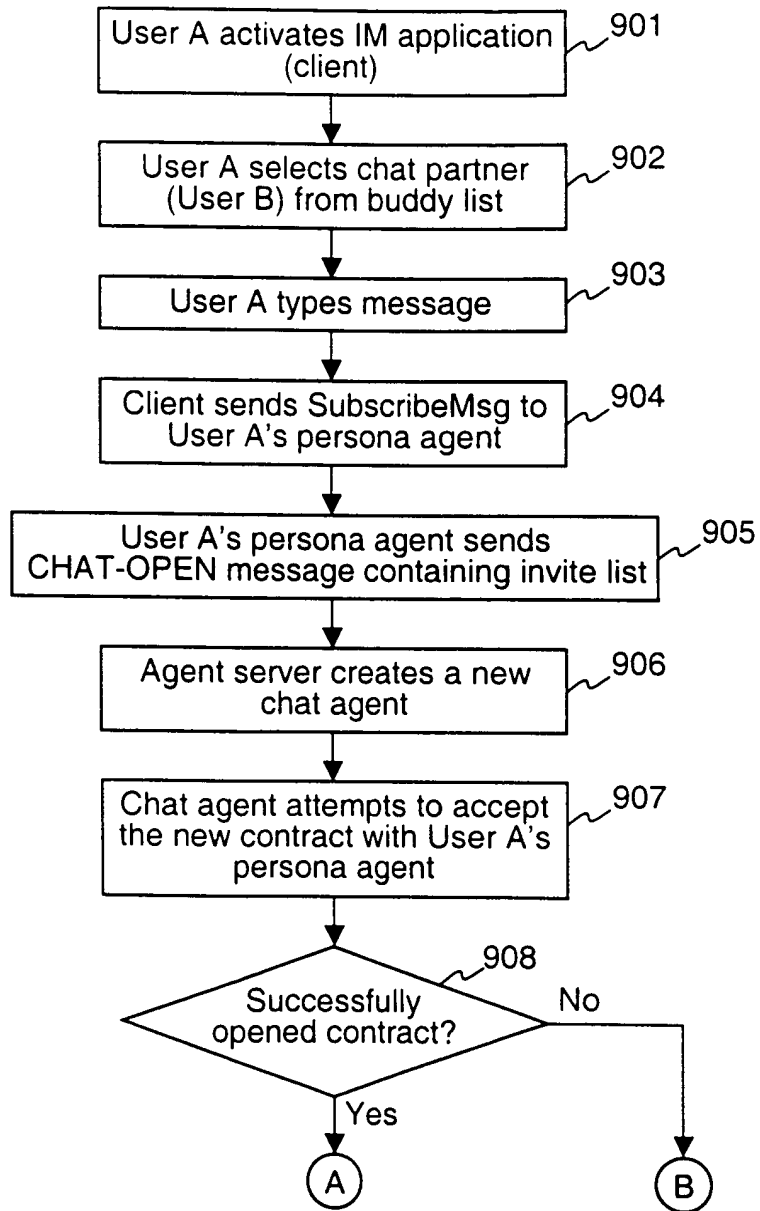 User A activates IM application
(client)
901
User A selects chat partner
(User B) from buddy list
902
User A types message
903
Client sends SubscribeMsg to
User A's persona agent
904
User A's persona agent sends
CHAT-OPEN message containing invite list
905
Agent server creates a new
chat agent
906
Chat agent attempts to accept
the new contract with User A's
persona agent
907
908
Successfully
opened contract?
No
Yes
A
B